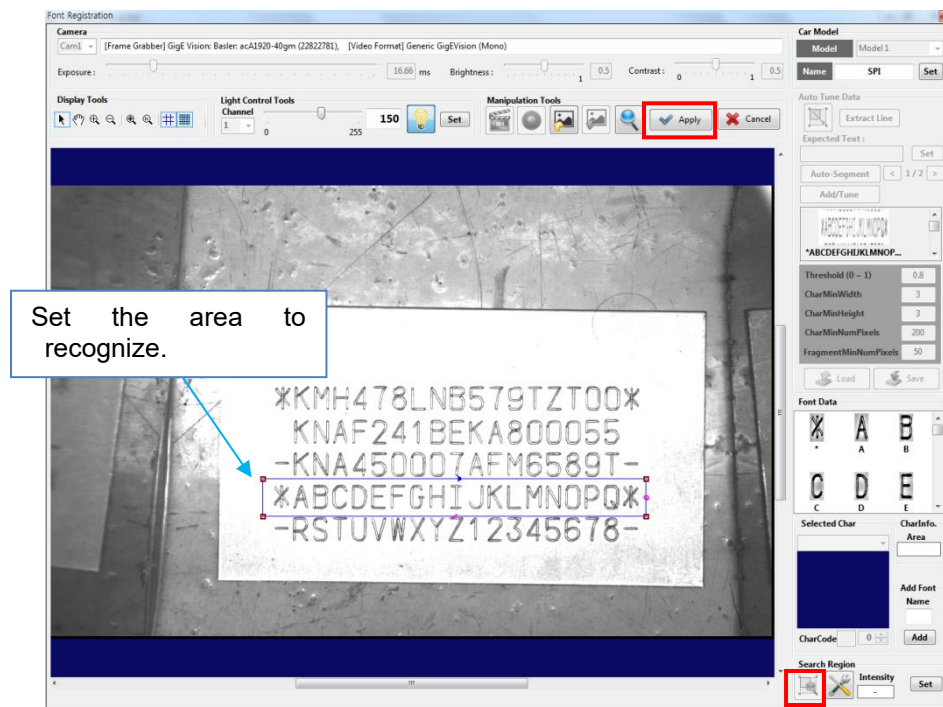 Font Registration
Camera
Cam1 [Frame Grabber] GigE Vision: Basler: acA1920-40gm (22822781), [Video Format] Generic GigEVision (Mono)
Exposure : 16.66 ms Brightness : 1 0.5 Contrast : 0 1 0.5
Display Tools
Light Control Tools
Channel
1 0 255 150 Set
Manipulation Tools
Apply Cancel
Set the area to
recognize.
*KMH478LNB579TZT00*
KNAF241BEKA800055
-KNA450007AFM6589T-
*ABCDEFGHIJKLMNOPQ*
-RSTUVWXYZ12345678-
Car Model
Model Model1
Name SPI Set
Auto Tune Data
Extract Line
Expected Text :
Set
Auto-Segment < 1 / 2 >
Add/Tune
*ABCDEFGHIJKLMNOP...
Threshold (0 ~ 1) 0.8
CharMinWidth 3
CharMinHeight 3
CharMinNumPixels 200
FragmentMinNumPixels 50
Load Save
Font Data
* A B
* A B
C D E
C D E
Selected Char CharInfo.
Area
Add Font
Name
CharCode 0 Add
Search Region
Intensity
- Set